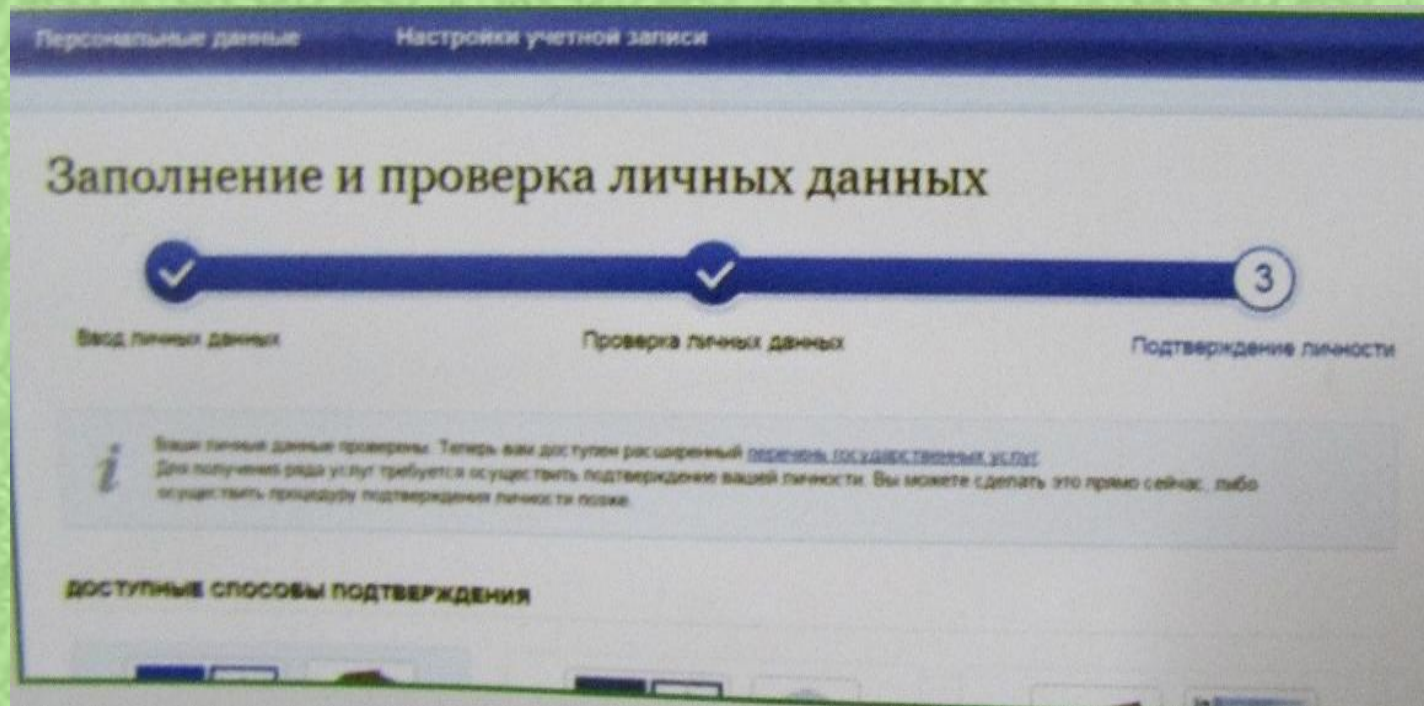 Персональные данные Настройки учетной записи
Заполнение и проверка личных данных
3
Ввод личных данных Проверка личных данных Подтверждение личности
Ваши личные данные проверены. Теперь вам доступен расширенный перечень государственных услуг.
Для получения ряда услуг требуется осуществить подтверждение вашей личности. Вы можете сделать это прямо сейчас, либо
осуществить процедуру подтверждения личности позже.
ДОСТУПНЫЕ СПОСОБЫ ПОДТВЕРЖДЕНИЯ